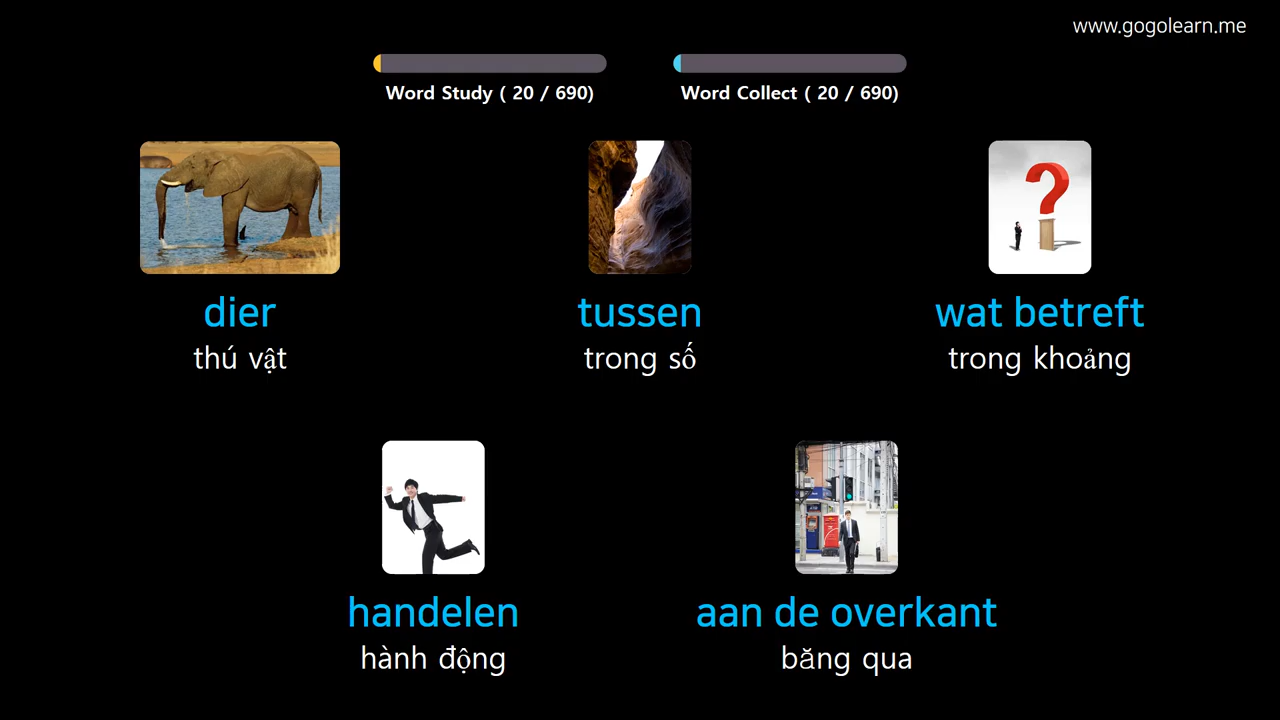 www.gogolearn.me
Word Study ( 20 / 690)
Word Collect ( 20 / 690)
dier
thú vật
tussen
trong số
wat betreft
trong khoảng
handelen
hành động
aan de overkant
băng qua